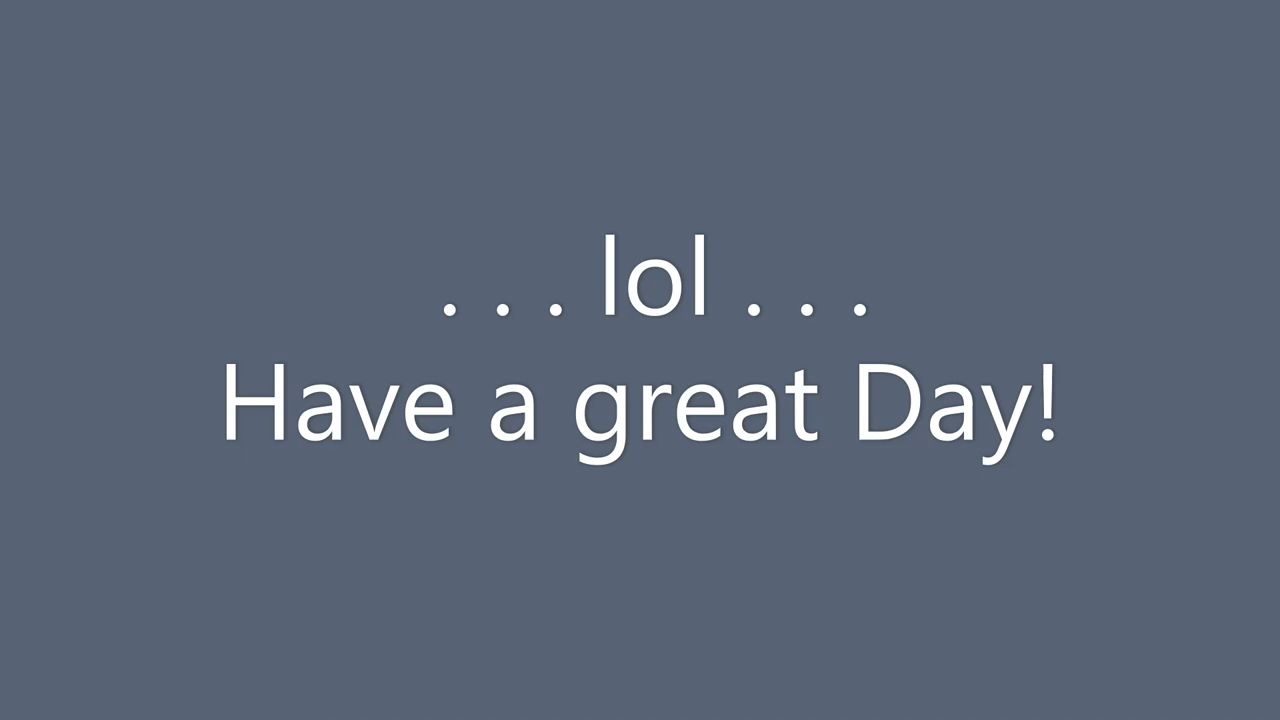 . . . lol . . .
Have a great Day!